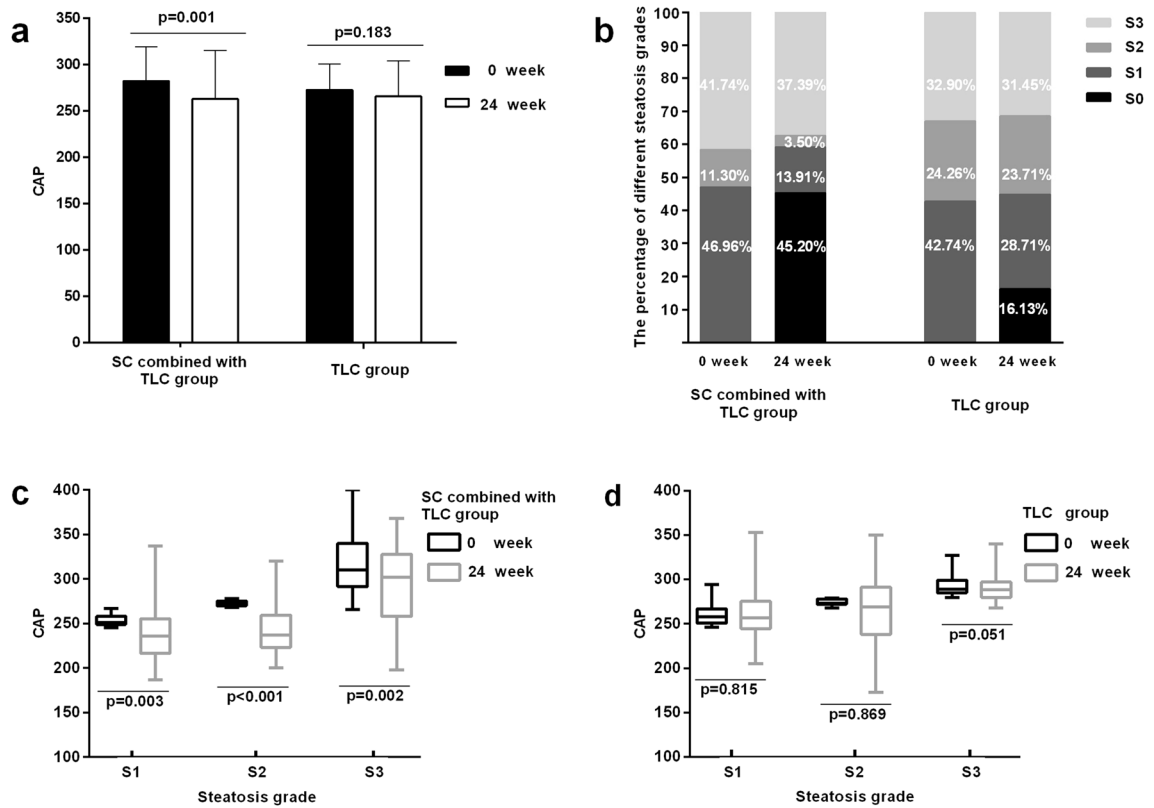 a
CAP
350
300
250
200
150
100
50
0
p=0.001
p=0.183
0 week
24 week
SC combined with
TLC group
TLC group
b
The percentage of different steatosis grades
100
90
80
70
60
50
40
30
20
10
41.74%
11.30%
46.96%
37.39%
3.50%
13.91%
45.20%
32.90%
24.26%
42.74%
31.45%
23.71%
28.71%
16.13%
S3
S2
S1
S0
0 week
24 week
0 week
24 week
SC combined with
TLC group
TLC group
c
CAP
400
350
300
250
200
150
100
SC combined with
TLC group
0 week
24 week
p=0.003
p<0.001
p=0.002
S1
S2
S3
Steatosis grade
d
CAP
400
350
300
250
200
150
100
TLC group
0 week
24 week
p=0.815
p=0.869
p=0.051
S1
S2
S3
Steatosis grade